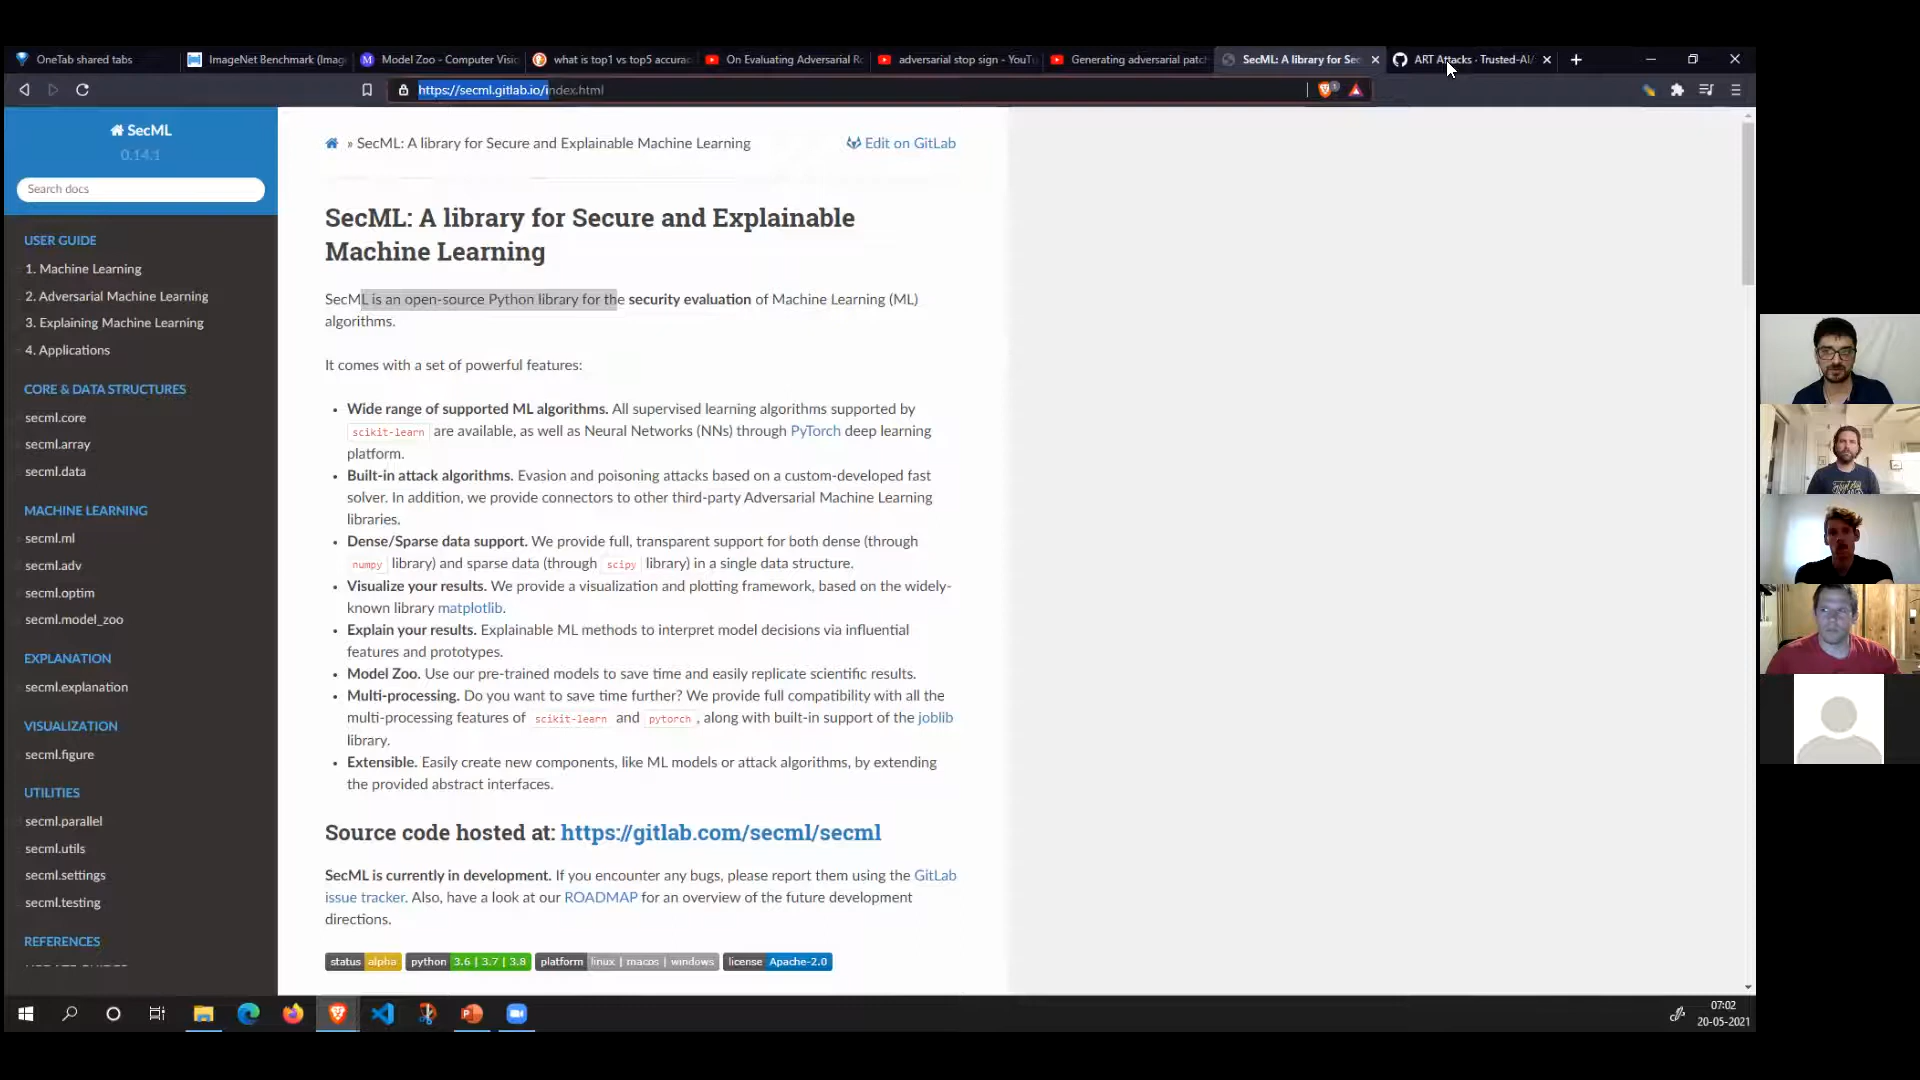 OneTab shared tabs
ImageNet Benchmark (Imag
Model Zoo - Computer Visi
what is top1 vs top5 accurac
On Evaluating Adversarial Ro
adversarial stop sign - YouTu
Generating adversarial patch
SecML: A library for Sec
ART Attacks · Trusted-AI/
https://secml.gitlab.io/index.html
SecML
0.14.1
Search docs
USER GUIDE
1. Machine Learning
2. Adversarial Machine Learning
3. Explaining Machine Learning
4. Applications
CORE & DATA STRUCTURES
secml.core
secml.array
secml.data
MACHINE LEARNING
secml.ml
secml.adv
secml.optim
secml.model_zoo
EXPLANATION
secml.explanation
VISUALIZATION
secml.figure
UTILITIES
secml.parallel
secml.utils
secml.settings
secml.testing
REFERENCES
» SecML: A library for Secure and Explainable Machine Learning
Edit on GitLab
SecML: A library for Secure and Explainable
Machine Learning
SecML is an open-source Python library for the security evaluation of Machine Learning (ML)
algorithms.
It comes with a set of powerful features:
• Wide range of supported ML algorithms. All supervised learning algorithms supported by
scikit-learn are available, as well as Neural Networks (NNs) through PyTorch deep learning
platform.
• Built-in attack algorithms. Evasion and poisoning attacks based on a custom-developed fast
solver. In addition, we provide connectors to other third-party Adversarial Machine Learning
libraries.
• Dense/Sparse data support. We provide full, transparent support for both dense (through
numpy library) and sparse data (through scipy library) in a single data structure.
• Visualize your results. We provide a visualization and plotting framework, based on the widely-
known library matplotlib.
• Explain your results. Explainable ML methods to interpret model decisions via influential
features and prototypes.
• Model Zoo. Use our pre-trained models to save time and easily replicate scientific results.
• Multi-processing. Do you want to save time further? We provide full compatibility with all the
multi-processing features of scikit-learn and pytorch, along with built-in support of the joblib
library.
• Extensible. Easily create new components, like ML models or attack algorithms, by extending
the provided abstract interfaces.
Source code hosted at: https://gitlab.com/secml/secml
SecML is currently in development. If you encounter any bugs, please report them using the GitLab
issue tracker. Also, have a look at our ROADMAP for an overview of the future development
directions.
status alpha python 3.6 | 3.7 | 3.8 platform linux | macos | windows license Apache-2.0
07:02
20-05-2021